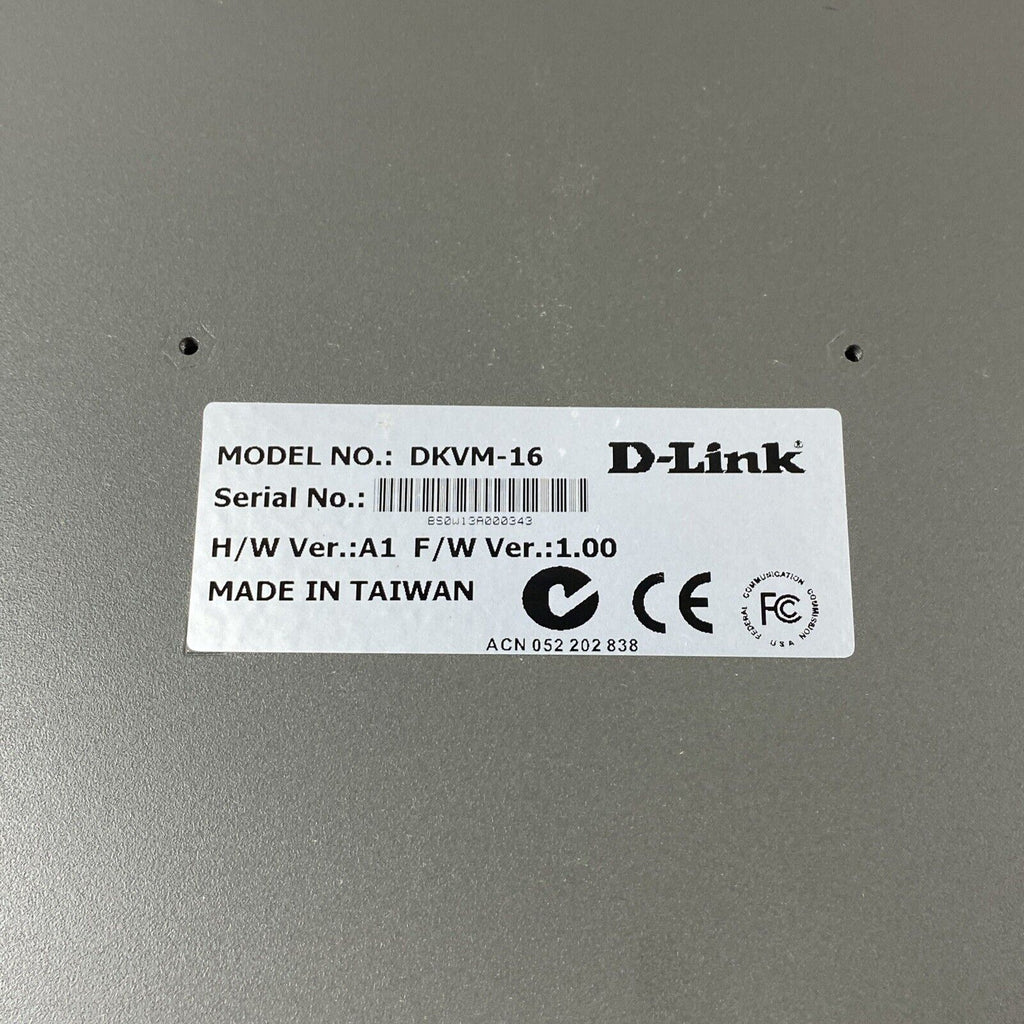 MODEL NO.: DKVM-16
D-Link®
Serial No.:
BS0W13A000343
H/W Ver.:A1 F/W Ver.:1.00
MADE IN TAIWAN
ACN 052 202 838
CE
FEDERAL COMMUNICATION COMMISSION
FCC
USA